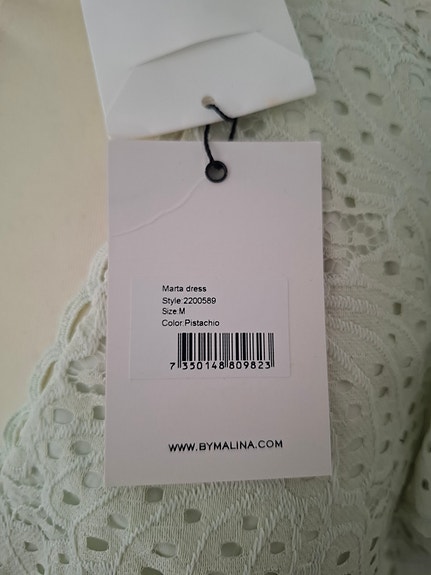 Marta dress
Style:2200589
Size:M
Color:Pistachio
7 350148 809823
WWW.BYMALINA.COM